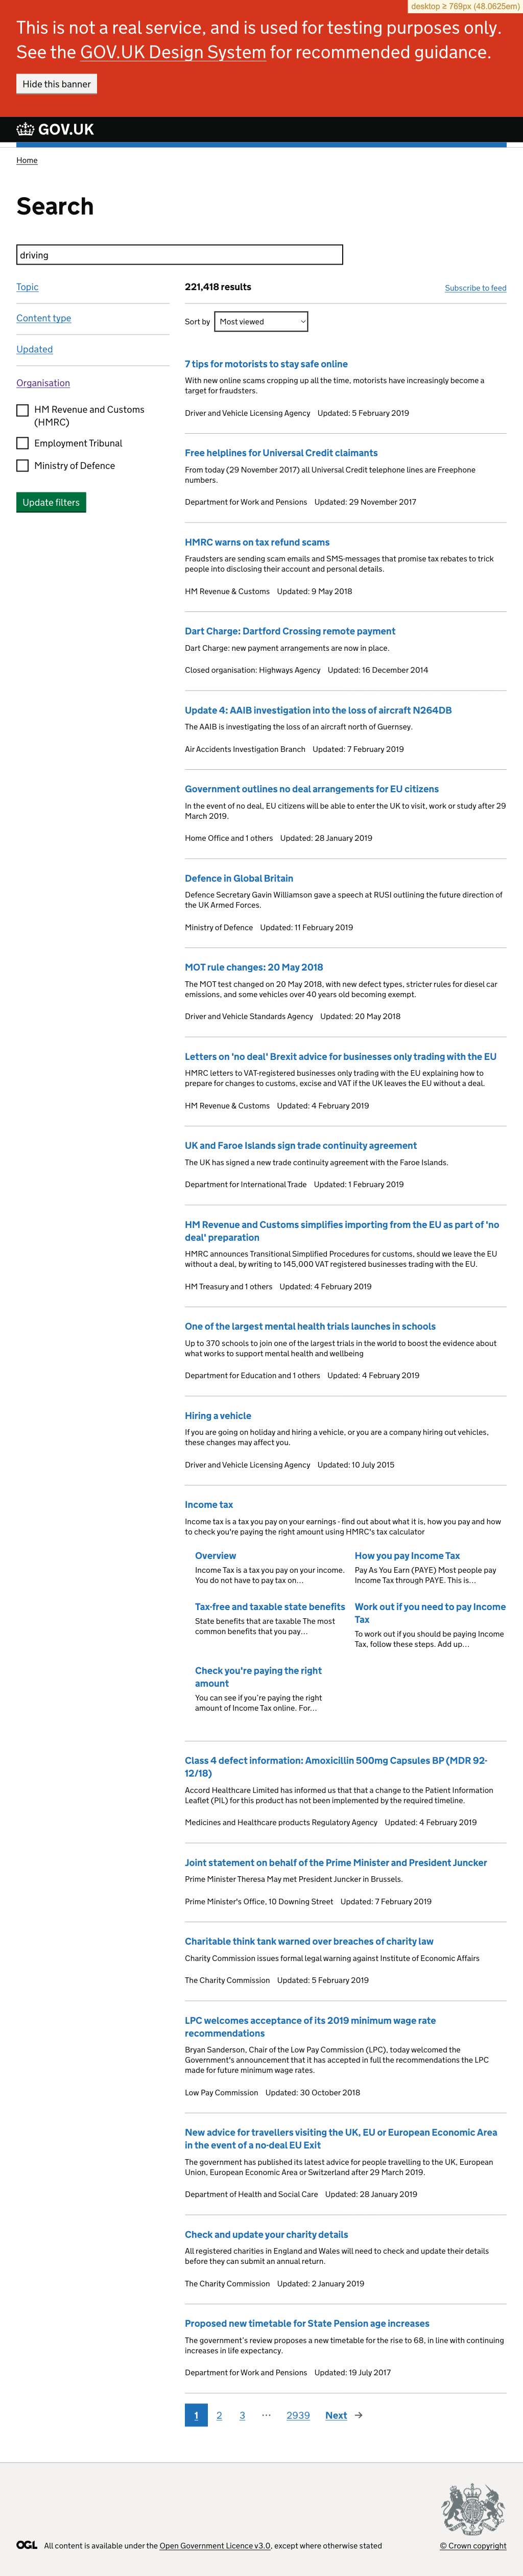 desktop ≥ 769px (48.0625em)
This is not a real service, and is used for testing purposes only.
See the GOV.UK Design System for recommended guidance.
Hide this banner
GOV.UK
Home
Search
driving
Topic
Content type
Updated
Organisation
HM Revenue and Customs
(HMRC)
Employment Tribunal
Ministry of Defence
Update filters
221,418 results
Subscribe to feed
Sort by Most viewed
7 tips for motorists to stay safe online
With new online scams cropping up all the time, motorists have increasingly become a
target for fraudsters.
Driver and Vehicle Licensing Agency Updated: 5 February 2019
Free helplines for Universal Credit claimants
From today (29 November 2017) all Universal Credit telephone lines are Freephone
numbers.
Department for Work and Pensions Updated: 29 November 2017
HMRC warns on tax refund scams
Fraudsters are sending scam emails and SMS-messages that promise tax rebates to trick
people into disclosing their account and personal details.
HM Revenue & Customs Updated: 9 May 2018
Dart Charge: Dartford Crossing remote payment
Dart Charge: new payment arrangements are now in place.
Closed organisation: Highways Agency Updated: 16 December 2014
Update 4: AAIB investigation into the loss of aircraft N264DB
The AAIB is investigating the loss of an aircraft north of Guernsey.
Air Accidents Investigation Branch Updated: 7 February 2019
Government outlines no deal arrangements for EU citizens
In the event of no deal, EU citizens will be able to enter the UK to visit, work or study after 29
March 2019.
Home Office and 1 others Updated: 28 January 2019
Defence in Global Britain
Defence Secretary Gavin Williamson gave a speech at RUSI outlining the future direction of
the UK Armed Forces.
Ministry of Defence Updated: 11 February 2019
MOT rule changes: 20 May 2018
The MOT test changed on 20 May 2018, with new defect types, stricter rules for diesel car
emissions, and some vehicles over 40 years old becoming exempt.
Driver and Vehicle Standards Agency Updated: 20 May 2018
Letters on 'no deal' Brexit advice for businesses only trading with the EU
HMRC letters to VAT-registered businesses only trading with the EU explaining how to
prepare for changes to customs, excise and VAT if the UK leaves the EU without a deal.
HM Revenue & Customs Updated: 4 February 2019
UK and Faroe Islands sign trade continuity agreement
The UK has signed a new trade continuity agreement with the Faroe Islands.
Department for International Trade Updated: 1 February 2019
HM Revenue and Customs simplifies importing from the EU as part of 'no
deal' preparation
HMRC announces Transitional Simplified Procedures for customs, should we leave the EU
without a deal, by writing to 145,000 VAT registered businesses trading with the EU.
HM Treasury and 1 others Updated: 4 February 2019
One of the largest mental health trials launches in schools
Up to 370 schools to join one of the largest trials in the world to boost the evidence about
what works to support mental health and wellbeing
Department for Education and 1 others Updated: 4 February 2019
Hiring a vehicle
If you are going on holiday and hiring a vehicle, or you are a company hiring out vehicles,
these changes may affect you.
Driver and Vehicle Licensing Agency Updated: 10 July 2015
Income tax
Income tax is a tax you pay on your earnings - find out about what it is, how you pay and how
to check you're paying the right amount using HMRC's tax calculator
Overview
Income Tax is a tax you pay on your income.
You do not have to pay tax on…
How you pay Income Tax
Pay As You Earn (PAYE) Most people pay
Income Tax through PAYE. This is…
Tax-free and taxable state benefits
State benefits that are taxable The most
common benefits that you pay…
Work out if you need to pay Income
Tax
To work out if you should be paying Income
Tax, follow these steps. Add up…
Check you're paying the right
amount
You can see if you’re paying the right
amount of Income Tax online. For…
Class 4 defect information: Amoxicillin 500mg Capsules BP (MDR 92-
12/18)
Accord Healthcare Limited has informed us that that a change to the Patient Information
Leaflet (PIL) for this product has not been implemented by the required timeline.
Medicines and Healthcare products Regulatory Agency Updated: 4 February 2019
Joint statement on behalf of the Prime Minister and President Juncker
Prime Minister Theresa May met President Juncker in Brussels.
Prime Minister's Office, 10 Downing Street Updated: 7 February 2019
Charitable think tank warned over breaches of charity law
Charity Commission issues formal legal warning against Institute of Economic Affairs
The Charity Commission Updated: 5 February 2019
LPC welcomes acceptance of its 2019 minimum wage rate
recommendations
Bryan Sanderson, Chair of the Low Pay Commission (LPC), today welcomed the
Government's announcement that it has accepted in full the recommendations the LPC
made for future minimum wage rates.
Low Pay Commission Updated: 30 October 2018
New advice for travellers visiting the UK, EU or European Economic Area
in the event of a no-deal EU Exit
The government has published its latest advice for people travelling to the UK, European
Union, European Economic Area or Switzerland after 29 March 2019.
Department of Health and Social Care Updated: 28 January 2019
Check and update your charity details
All registered charities in England and Wales will need to check and update their details
before they can submit an annual return.
The Charity Commission Updated: 2 January 2019
Proposed new timetable for State Pension age increases
The government’s review proposes a new timetable for the rise to 68, in line with continuing
increases in life expectancy.
Department for Work and Pensions Updated: 19 July 2017
1 2 3 ⋯ 2939 Next
OGL All content is available under the Open Government Licence v3.0, except where otherwise stated
© Crown copyright